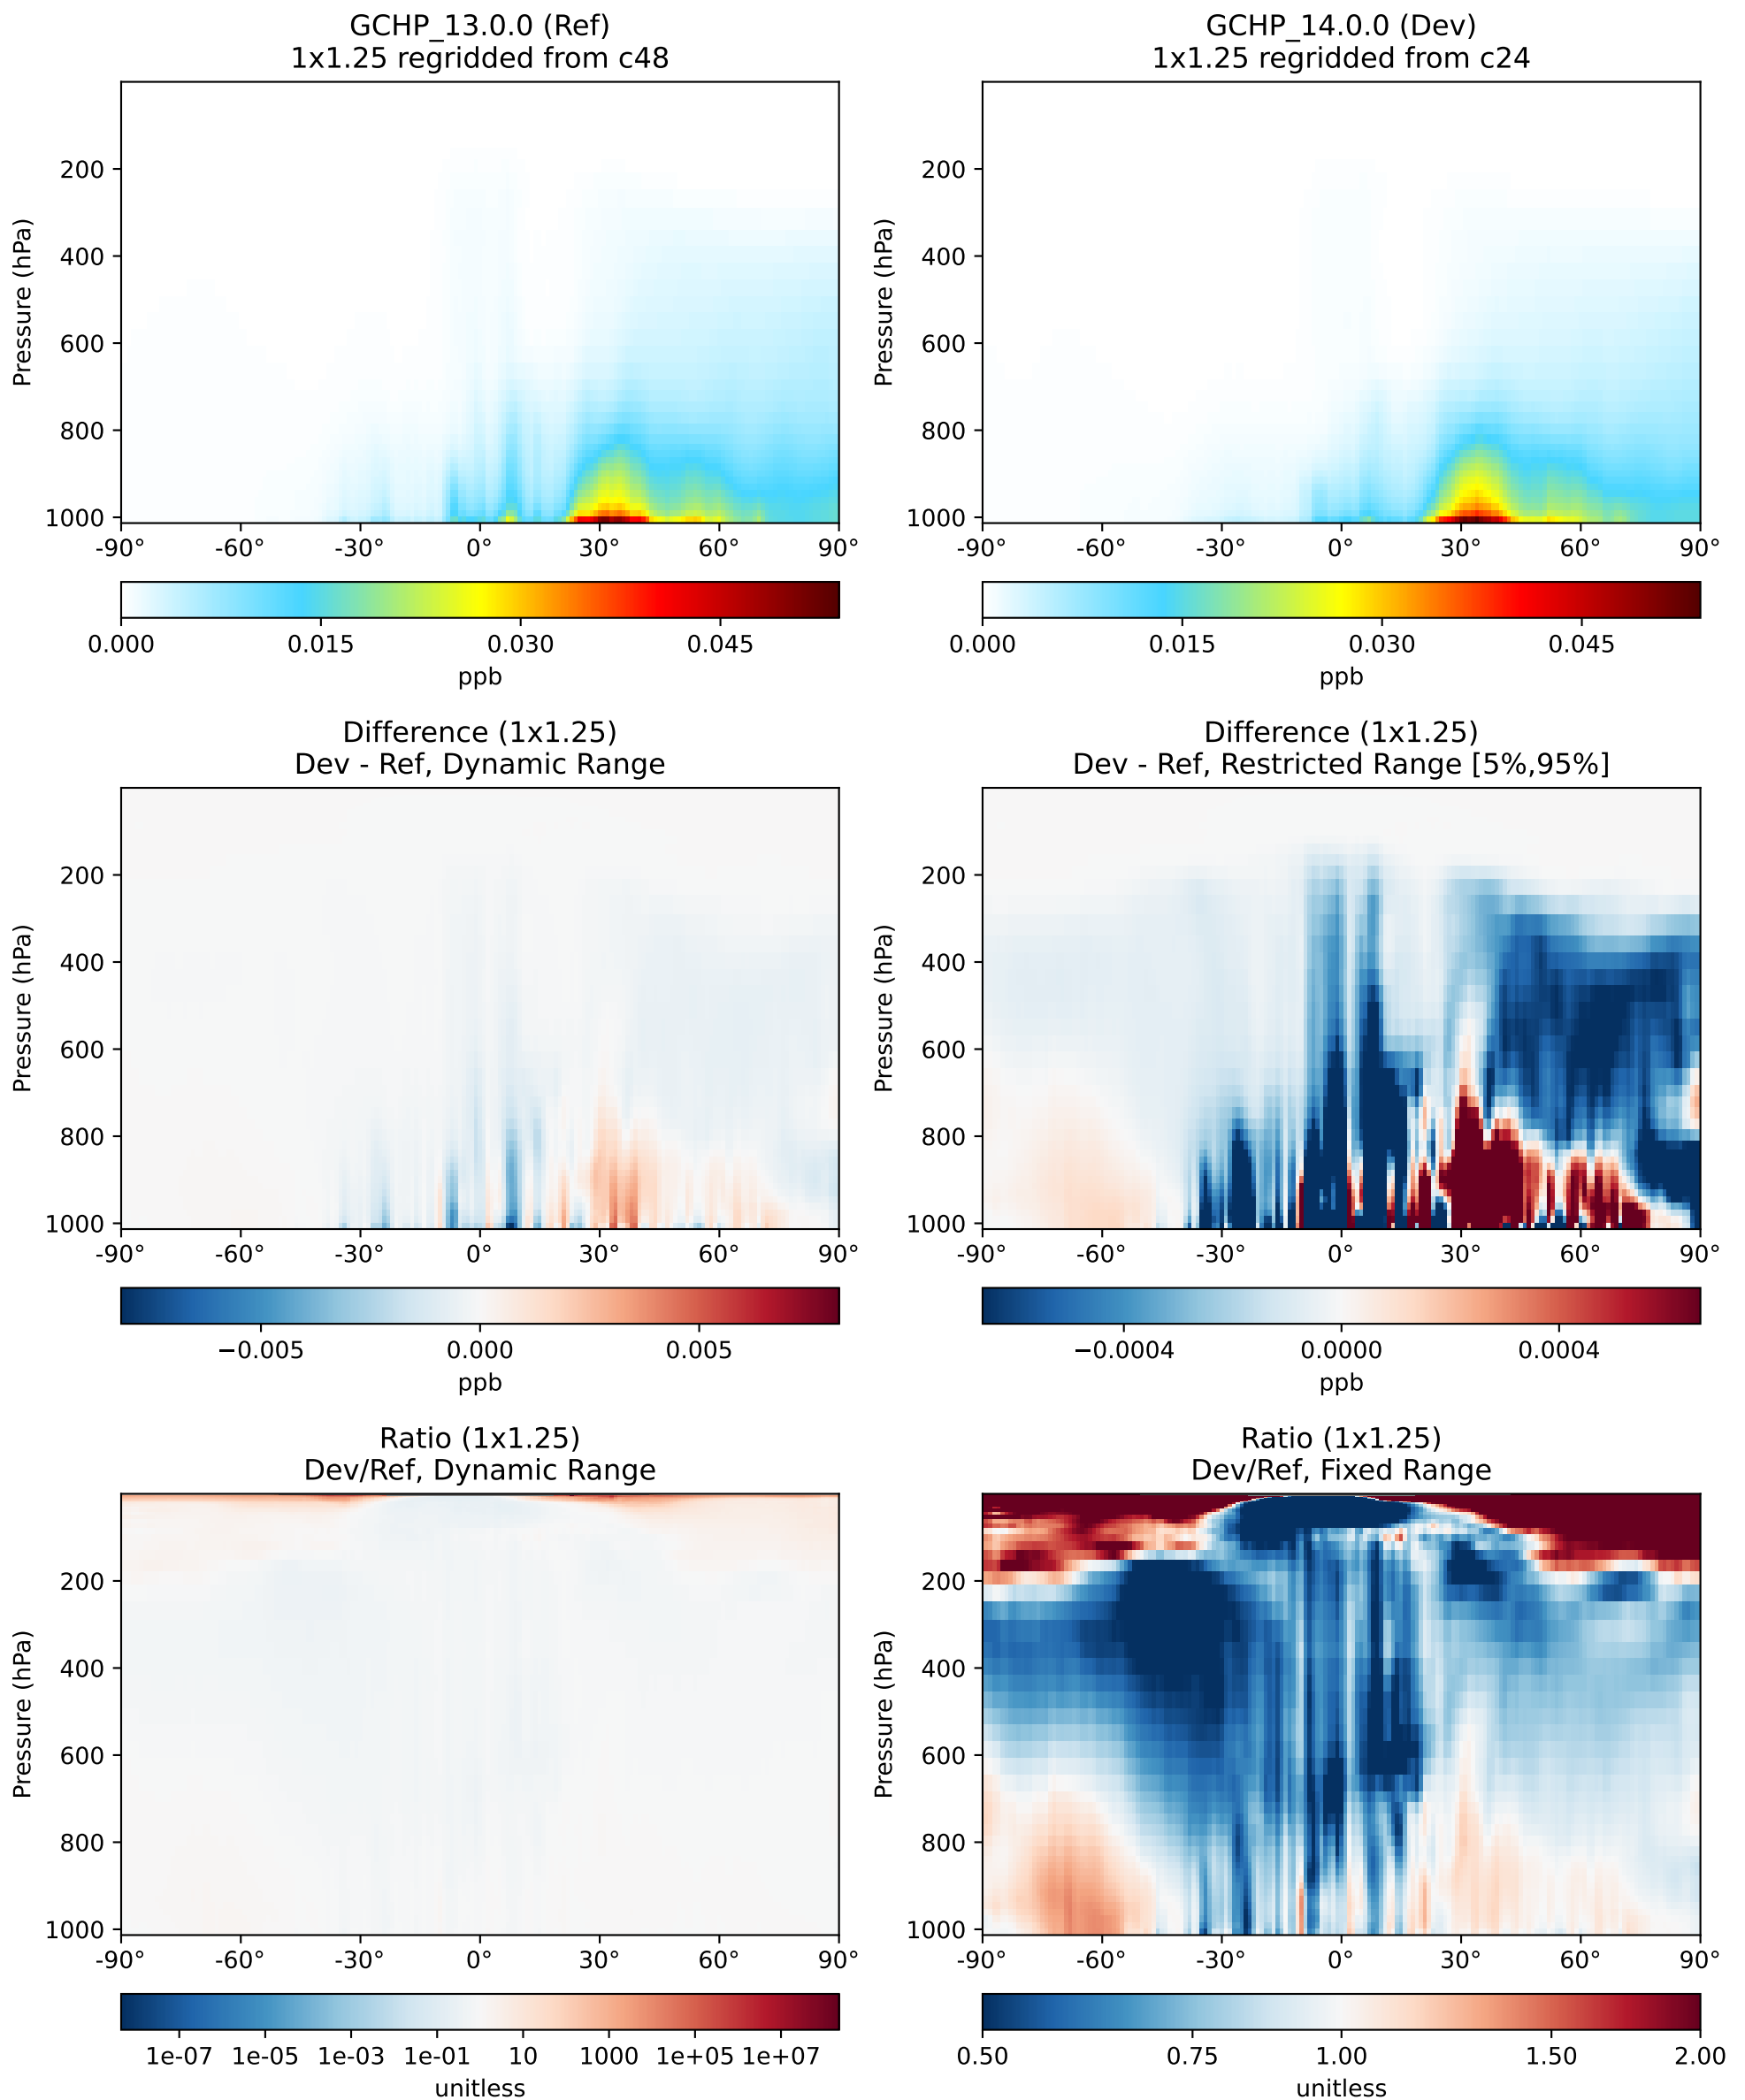 GCHP_13.0.0 (Ref)
1x1.25 regridded from c48
Pressure (hPa)
200
400
600
800
1000
-90° -60° -30° 0° 30° 60° 90°
0.000 0.015 0.030 0.045
ppb
GCHP_14.0.0 (Dev)
1x1.25 regridded from c24
Pressure (hPa)
200
400
600
800
1000
-90° -60° -30° 0° 30° 60° 90°
0.000 0.015 0.030 0.045
ppb
Difference (1x1.25)
Dev - Ref, Dynamic Range
Pressure (hPa)
200
400
600
800
1000
-90° -60° -30° 0° 30° 60° 90°
−0.005 0.000 0.005
ppb
Difference (1x1.25)
Dev - Ref, Restricted Range [5%,95%]
Pressure (hPa)
200
400
600
800
1000
-90° -60° -30° 0° 30° 60° 90°
−0.0004 0.0000 0.0004
ppb
Ratio (1x1.25)
Dev/Ref, Dynamic Range
Pressure (hPa)
200
400
600
800
1000
-90° -60° -30° 0° 30° 60° 90°
1e-07 1e-05 1e-03 1e-01 10 1000 1e+05 1e+07
unitless
Ratio (1x1.25)
Dev/Ref, Fixed Range
Pressure (hPa)
200
400
600
800
1000
-90° -60° -30° 0° 30° 60° 90°
0.50 0.75 1.00 1.50 2.00
unitless